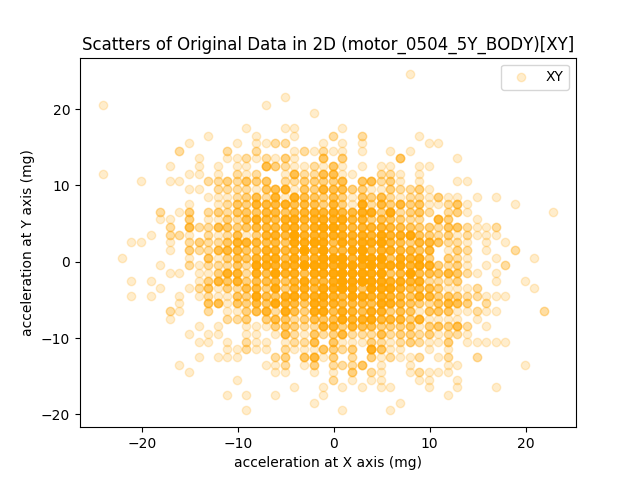 Scatters of Original Data in 2D (motor_0504_5Y_BODY)[XY]
XY
20
10
0
−10
−20
acceleration at Y axis (mg)
−20
−10
0
10
20
acceleration at X axis (mg)